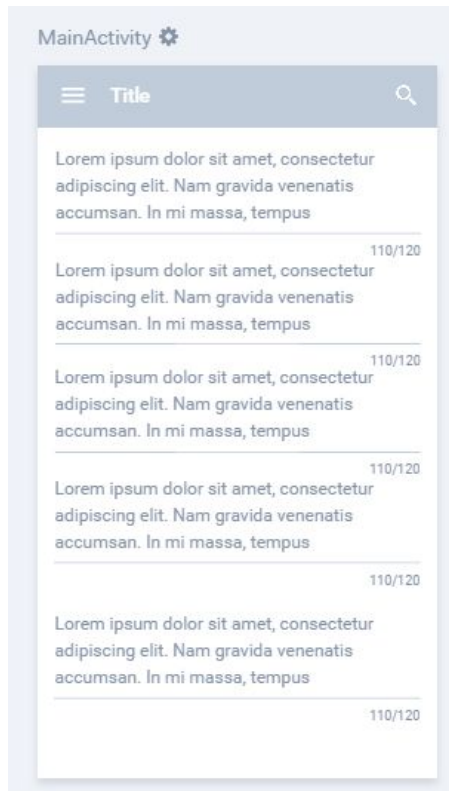 MainActivity
Title
Lorem ipsum dolor sit amet, consectetur
adipiscing elit. Nam gravida venenatis
accumsan. In mi massa, tempus
110/120
Lorem ipsum dolor sit amet, consectetur
adipiscing elit. Nam gravida venenatis
accumsan. In mi massa, tempus
110/120
Lorem ipsum dolor sit amet, consectetur
adipiscing elit. Nam gravida venenatis
accumsan. In mi massa, tempus
110/120
Lorem ipsum dolor sit amet, consectetur
adipiscing elit. Nam gravida venenatis
accumsan. In mi massa, tempus
110/120
Lorem ipsum dolor sit amet, consectetur
adipiscing elit. Nam gravida venenatis
accumsan. In mi massa, tempus
110/120